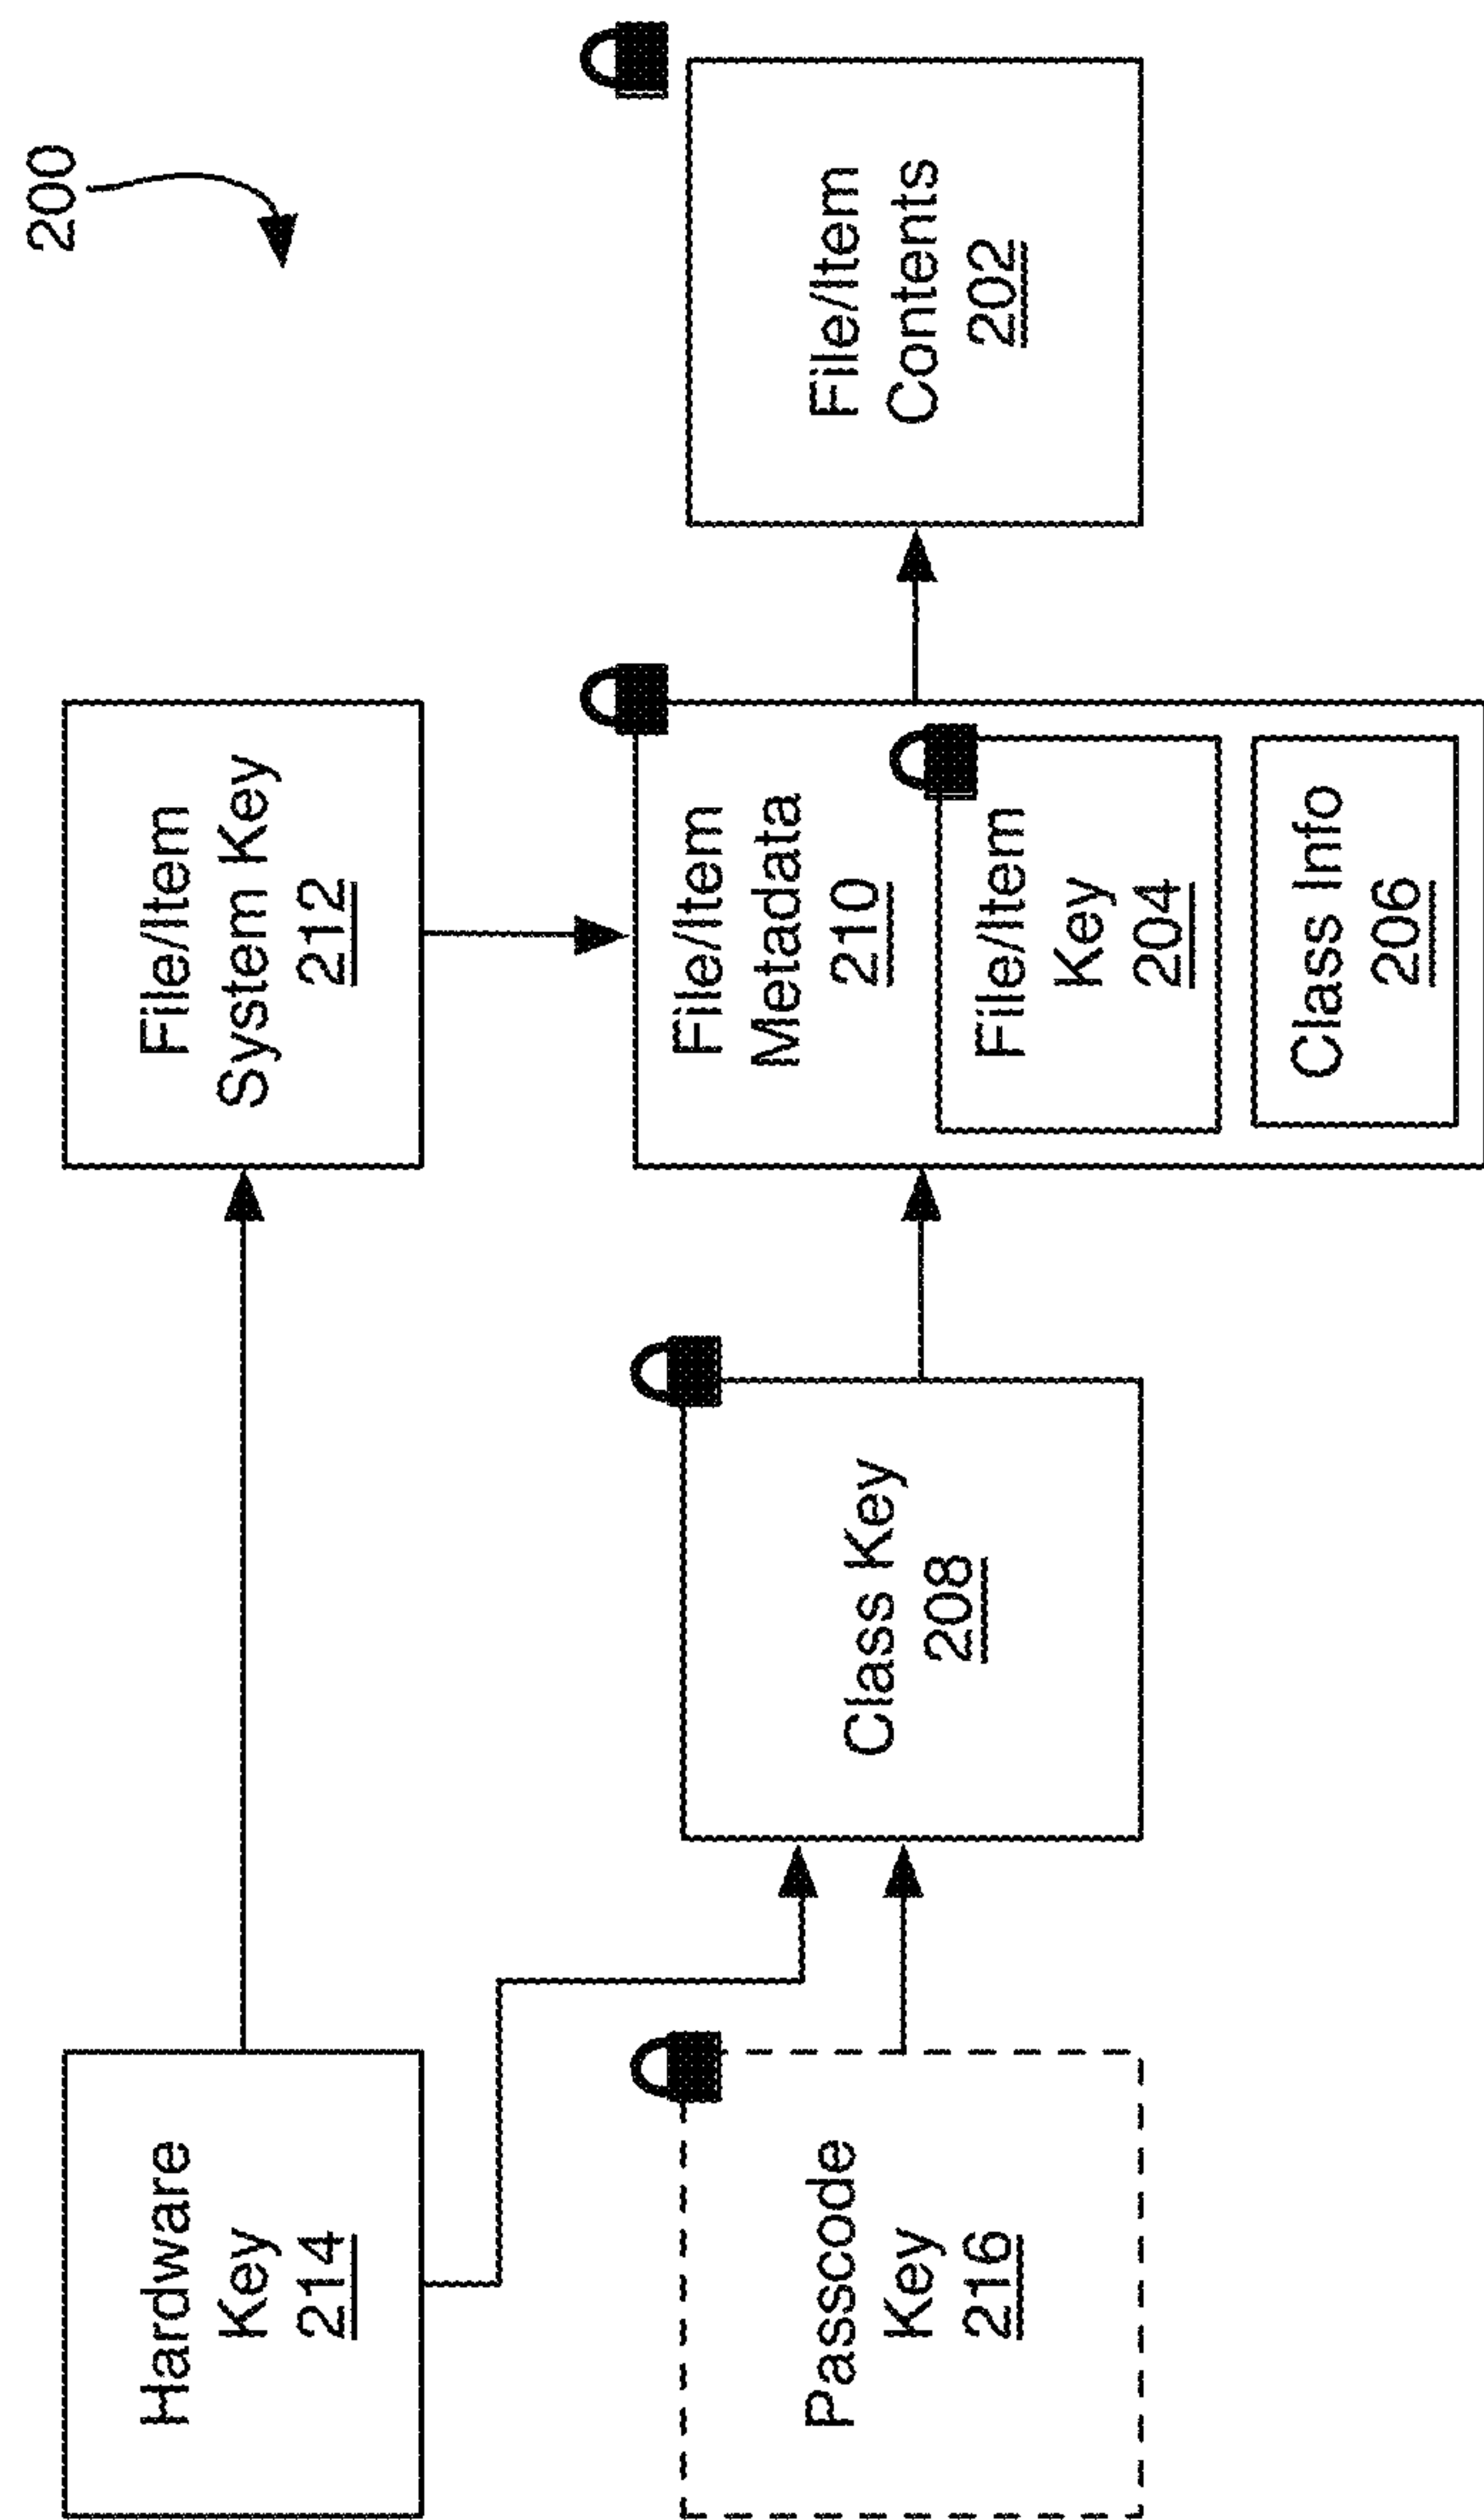 200
Hardware
Key
214
File/Item
System Key
212
Passcode
Key
216
Class Key
208
File/Item
Metadata
210
File/Item
Key
204
Class Info
206
File/Item
Contents
202